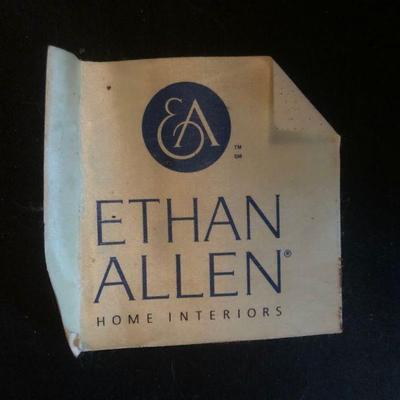 EA
™
℠
ETHAN
ALLEN®
HOME INTERIORS